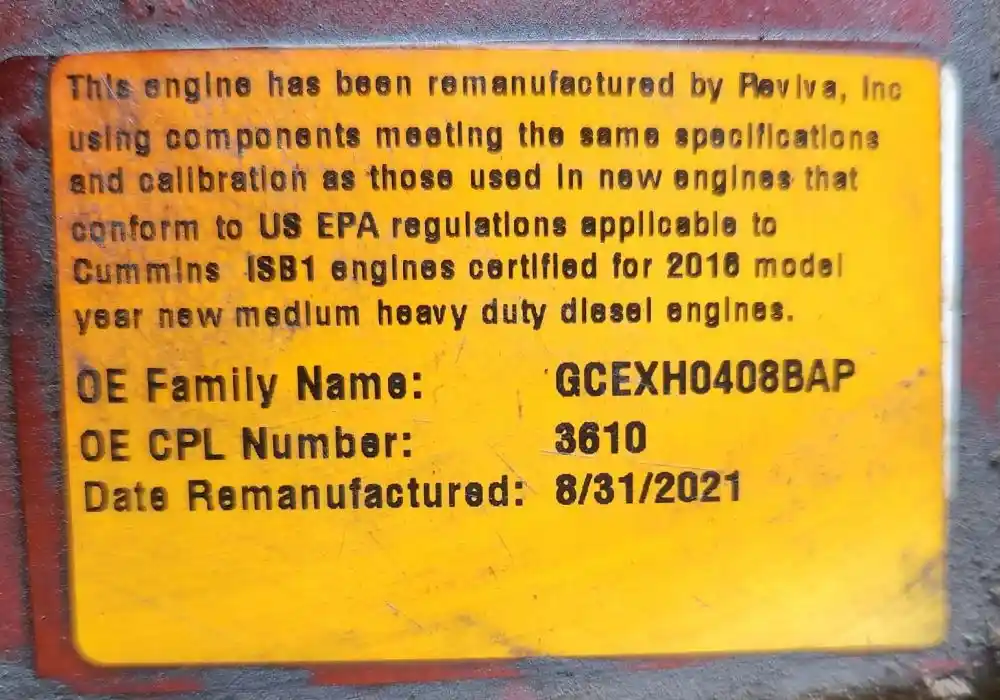 This engine has been remanufactured by Reviva, Inc
using components meeting the same specifications
and calibration as those used in new engines that
conform to US EPA regulations applicable to
Cummins ISB1 engines certified for 2016 model
year new medium heavy duty diesel engines.
OE Family Name: GCEXH0408BAP
OE CPL Number: 3610
Date Remanufactured: 8/31/2021